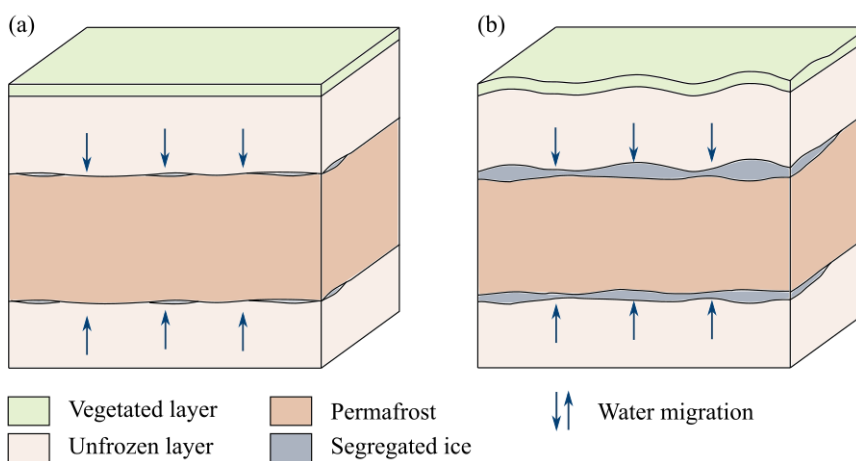 (a)
(b)
Vegetated layer
Permafrost
Water migration
Unfrozen layer
Segregated ice